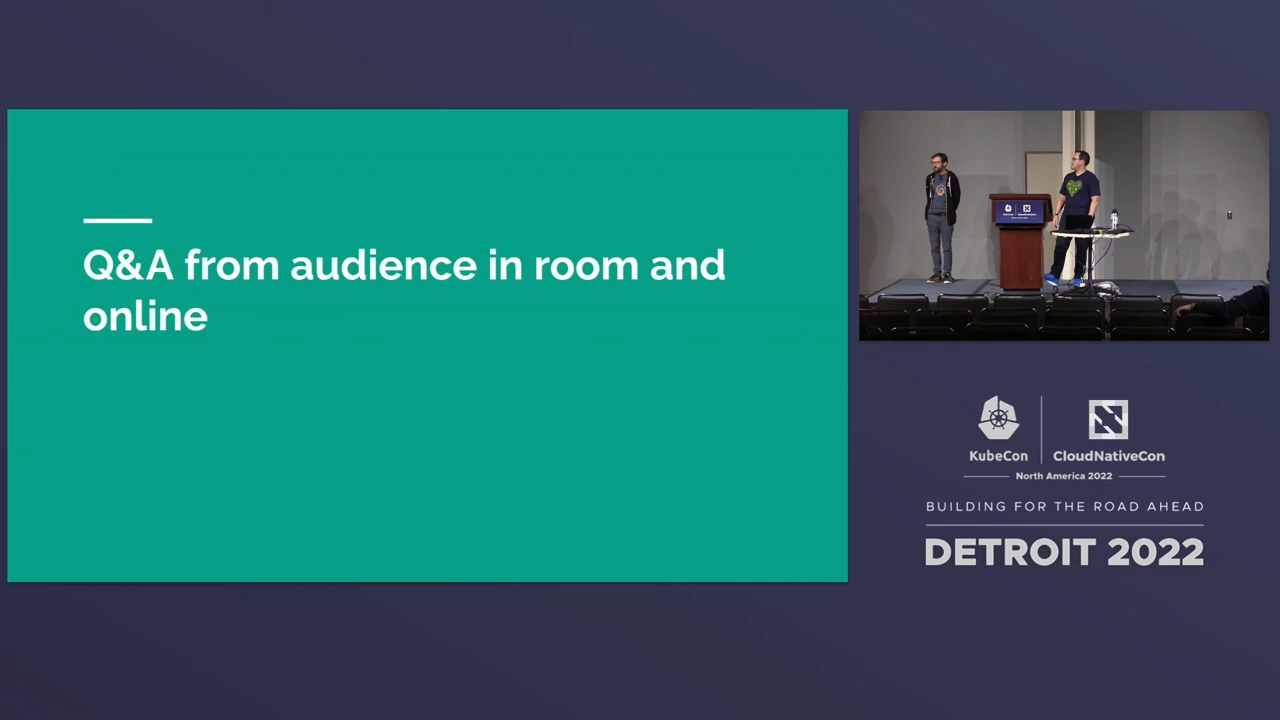 Q&A from audience in room and
online
KubeCon
CloudNativeCon
North America 2022
BUILDING FOR THE ROAD AHEAD
DETROIT 2022